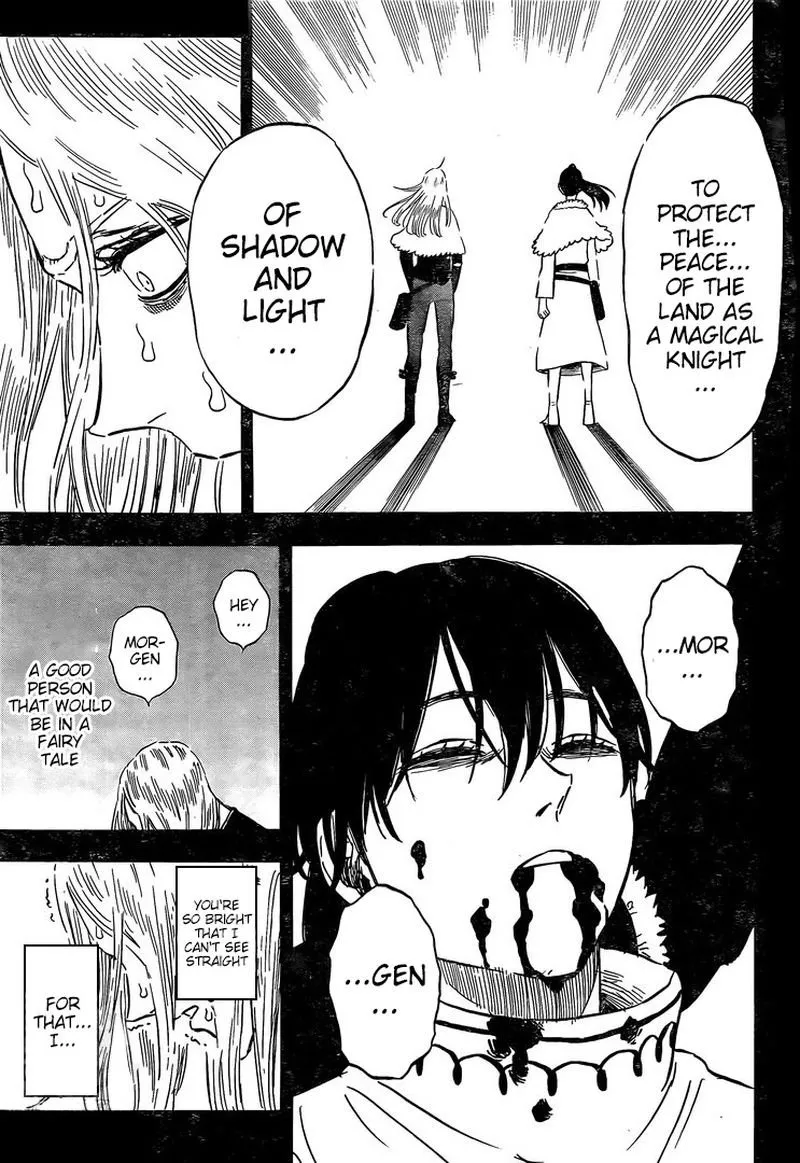 TO
PROTECT
THE...
PEACE...
OF THE
LAND AS
A MAGICAL
KNIGHT
...
OF
SHADOW
AND
LIGHT
...
...MOR
...
...GEN
...
HEY
...
MOR-
GEN
...
A GOOD
PERSON
THAT WOULD
BE IN A
FAIRY
TALE
YOU'RE
SO BRIGHT
THAT I
CAN'T SEE
STRAIGHT
FOR
THAT...
I...